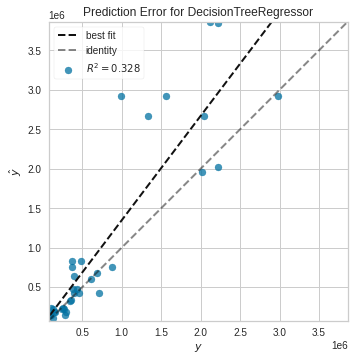 1e6
Prediction Error for DecisionTreeRegressor
best fit
identity
R² = 0.328
3.5
3.0
2.5
2.0
1.5
1.0
0.5
ŷ
0.5 1.0 1.5 2.0 2.5 3.0 3.5
y
1e6